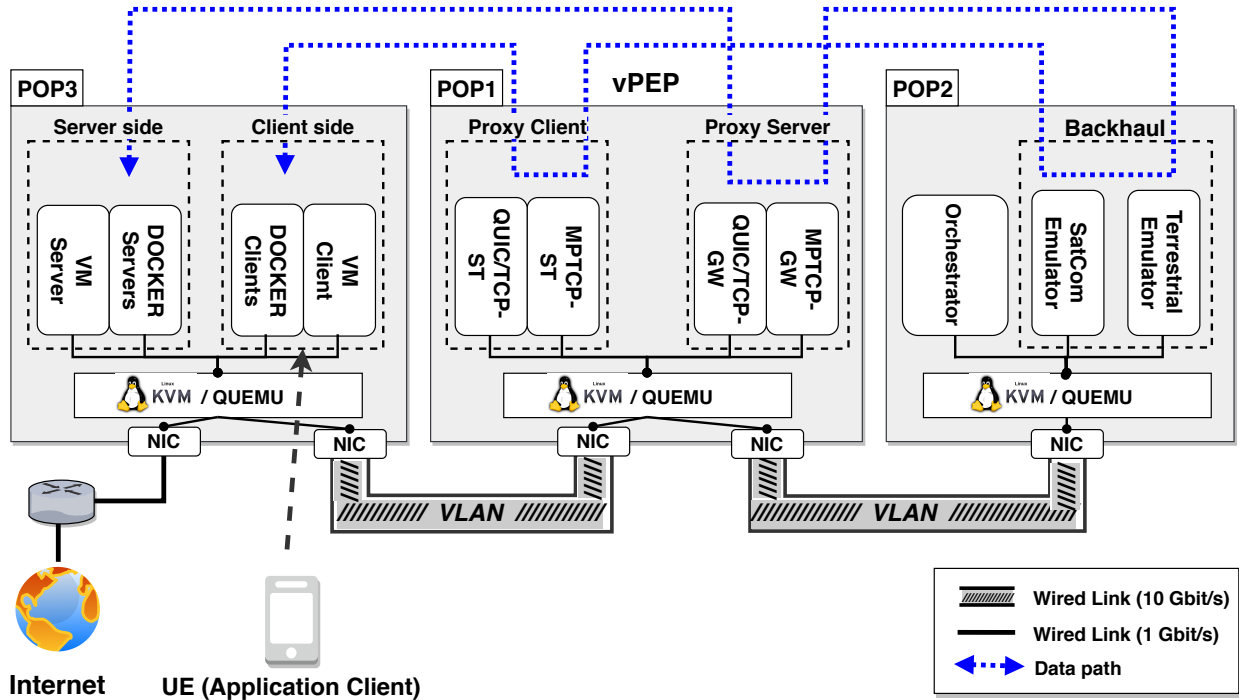 vPEP
POP3
POP1
POP2
Server side
Client side
Proxy Client
Proxy Server
Backhaul
VM
Server
DOCKER
Servers
DOCKER
Clients
VM
Client
QUIC/TCP-
ST
MPTCP-
ST
QUIC/TCP-
GW
MPTCP-
GW
Orchestrator
SatCom
Emulator
Terrestrial
Emulator
Linux
KVM / QUEMU
Linux
KVM / QUEMU
Linux
KVM / QUEMU
NIC
NIC
NIC
NIC
NIC
VLAN
VLAN
Internet
UE (Application Client)
Wired Link (10 Gbit/s)
Wired Link (1 Gbit/s)
Data path